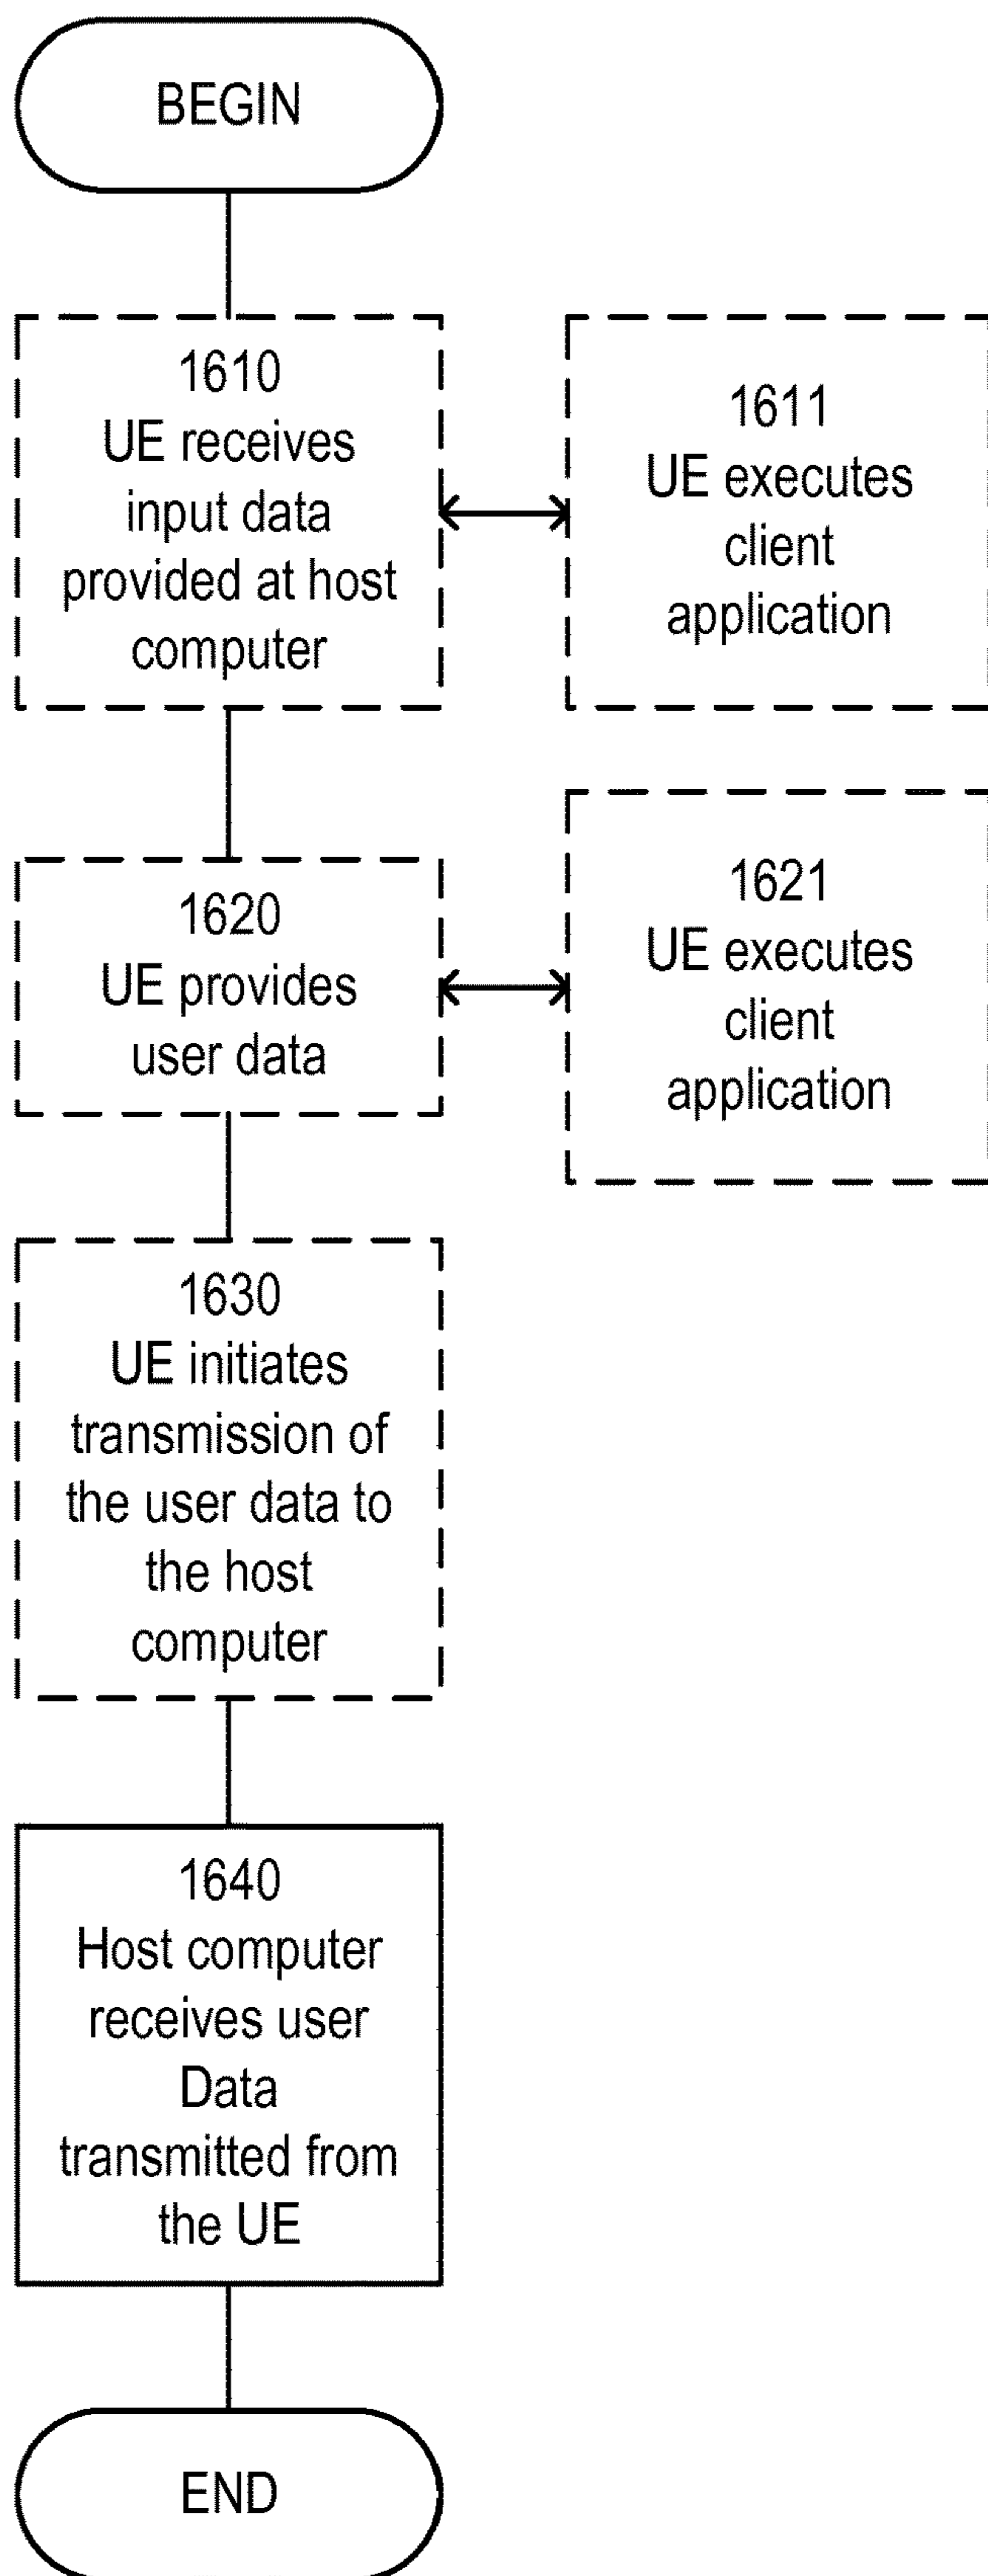 BEGIN
1610
UE receives
input data
provided at host
computer
1611
UE executes
client
application
1620
UE provides
user data
1621
UE executes
client
application
1630
UE initiates
transmission of
the user data to
the host
computer
1640
Host computer
receives user
Data
transmitted from
the UE
END